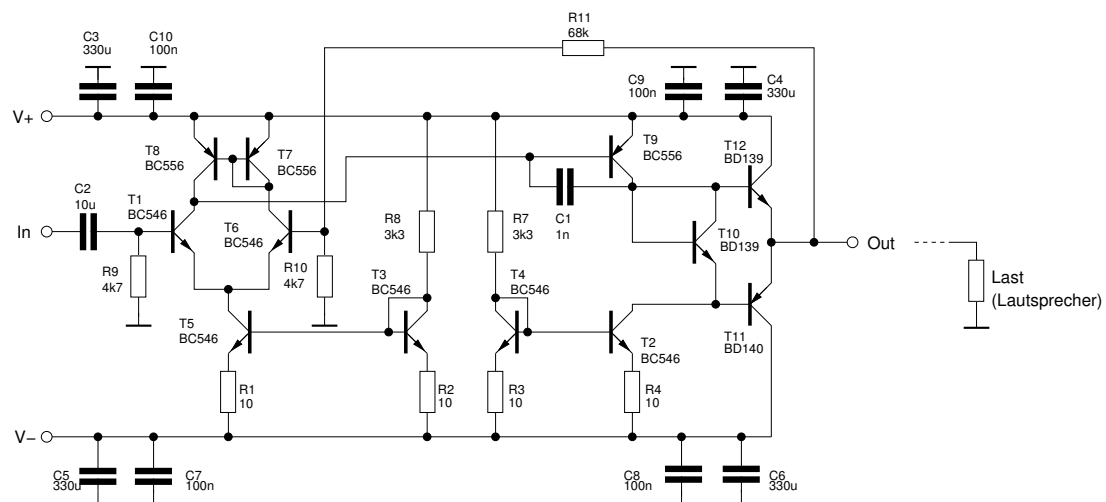 R11
68k
C3
330u
C10
100n
C9
100n
C4
330u
V+
T8
BC556
T7
BC556
T9
BC556
T12
BD139
C2
10u
T1
BC546
T6
BC546
R8
3k3
R7
3k3
C1
1n
T10
BD139
In
Out
R9
4k7
R10
4k7
T3
BC546
T4
BC546
Last
(Lautsprecher)
T5
BC546
T2
BC546
T11
BD140
R1
10
R2
10
R3
10
R4
10
V−
C5
330u
C7
100n
C8
100n
C6
330u